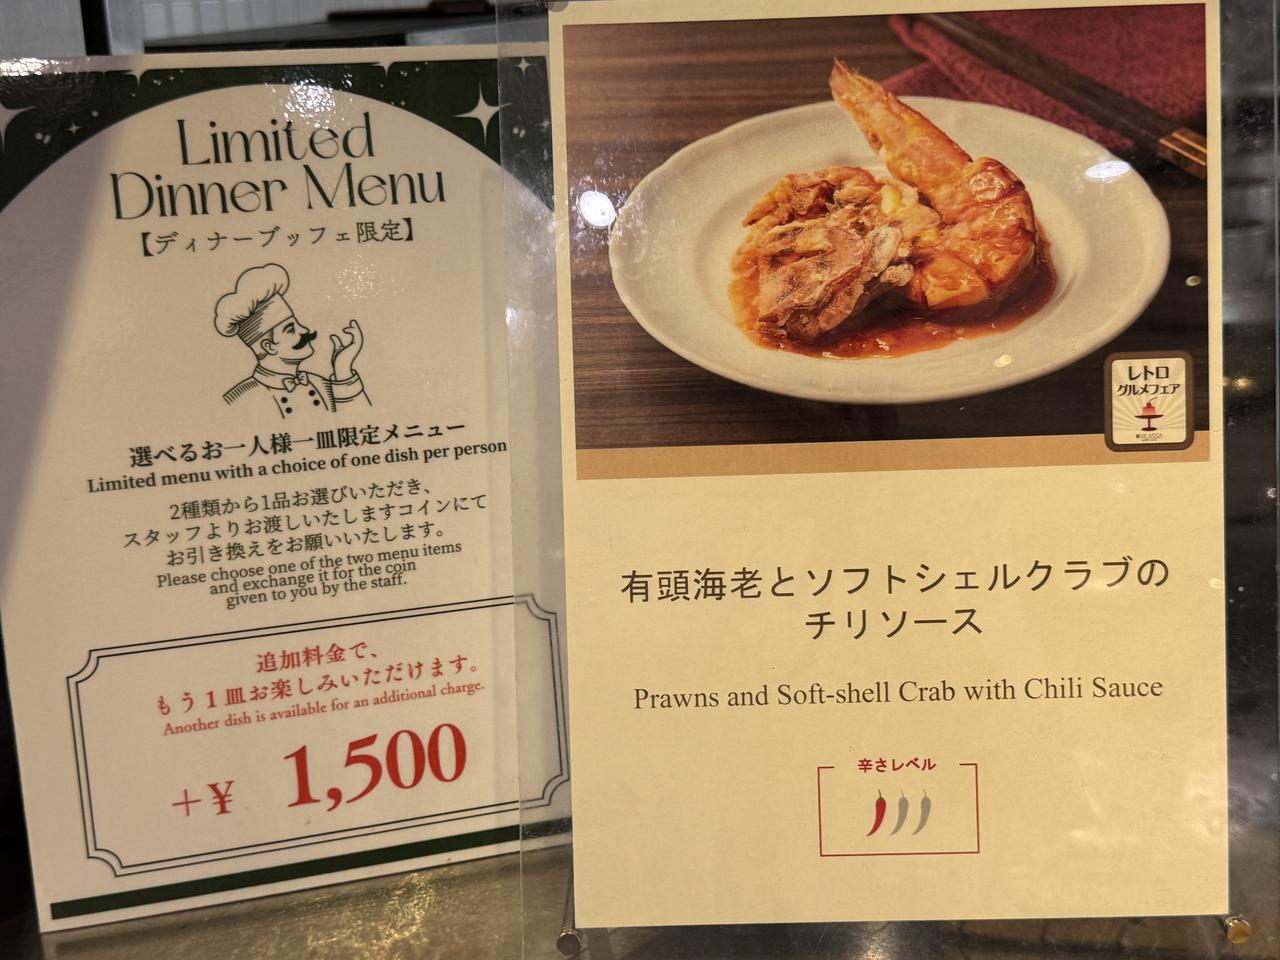 Limited
Dinner Menu
【ディナーブッフェ限定】
選べるお一人様一皿限定メニュー
Limited menu with a choice of one dish per person
2種類から1品お選びいただき、
スタッフよりお渡しいたしますコインにて
お引き換えをお願いいたします。
Please choose one of the two menu items
and exchange it for the coin
given to you by the staff.
追加料金で、
もう1皿お楽しみいただけます。
Another dish is available for an additional charge.
+¥ 1,500
レトロ
グルメフェア
有頭海老とソフトシェルクラブの
チリソース
Prawns and Soft-shell Crab with Chili Sauce
辛さレベル